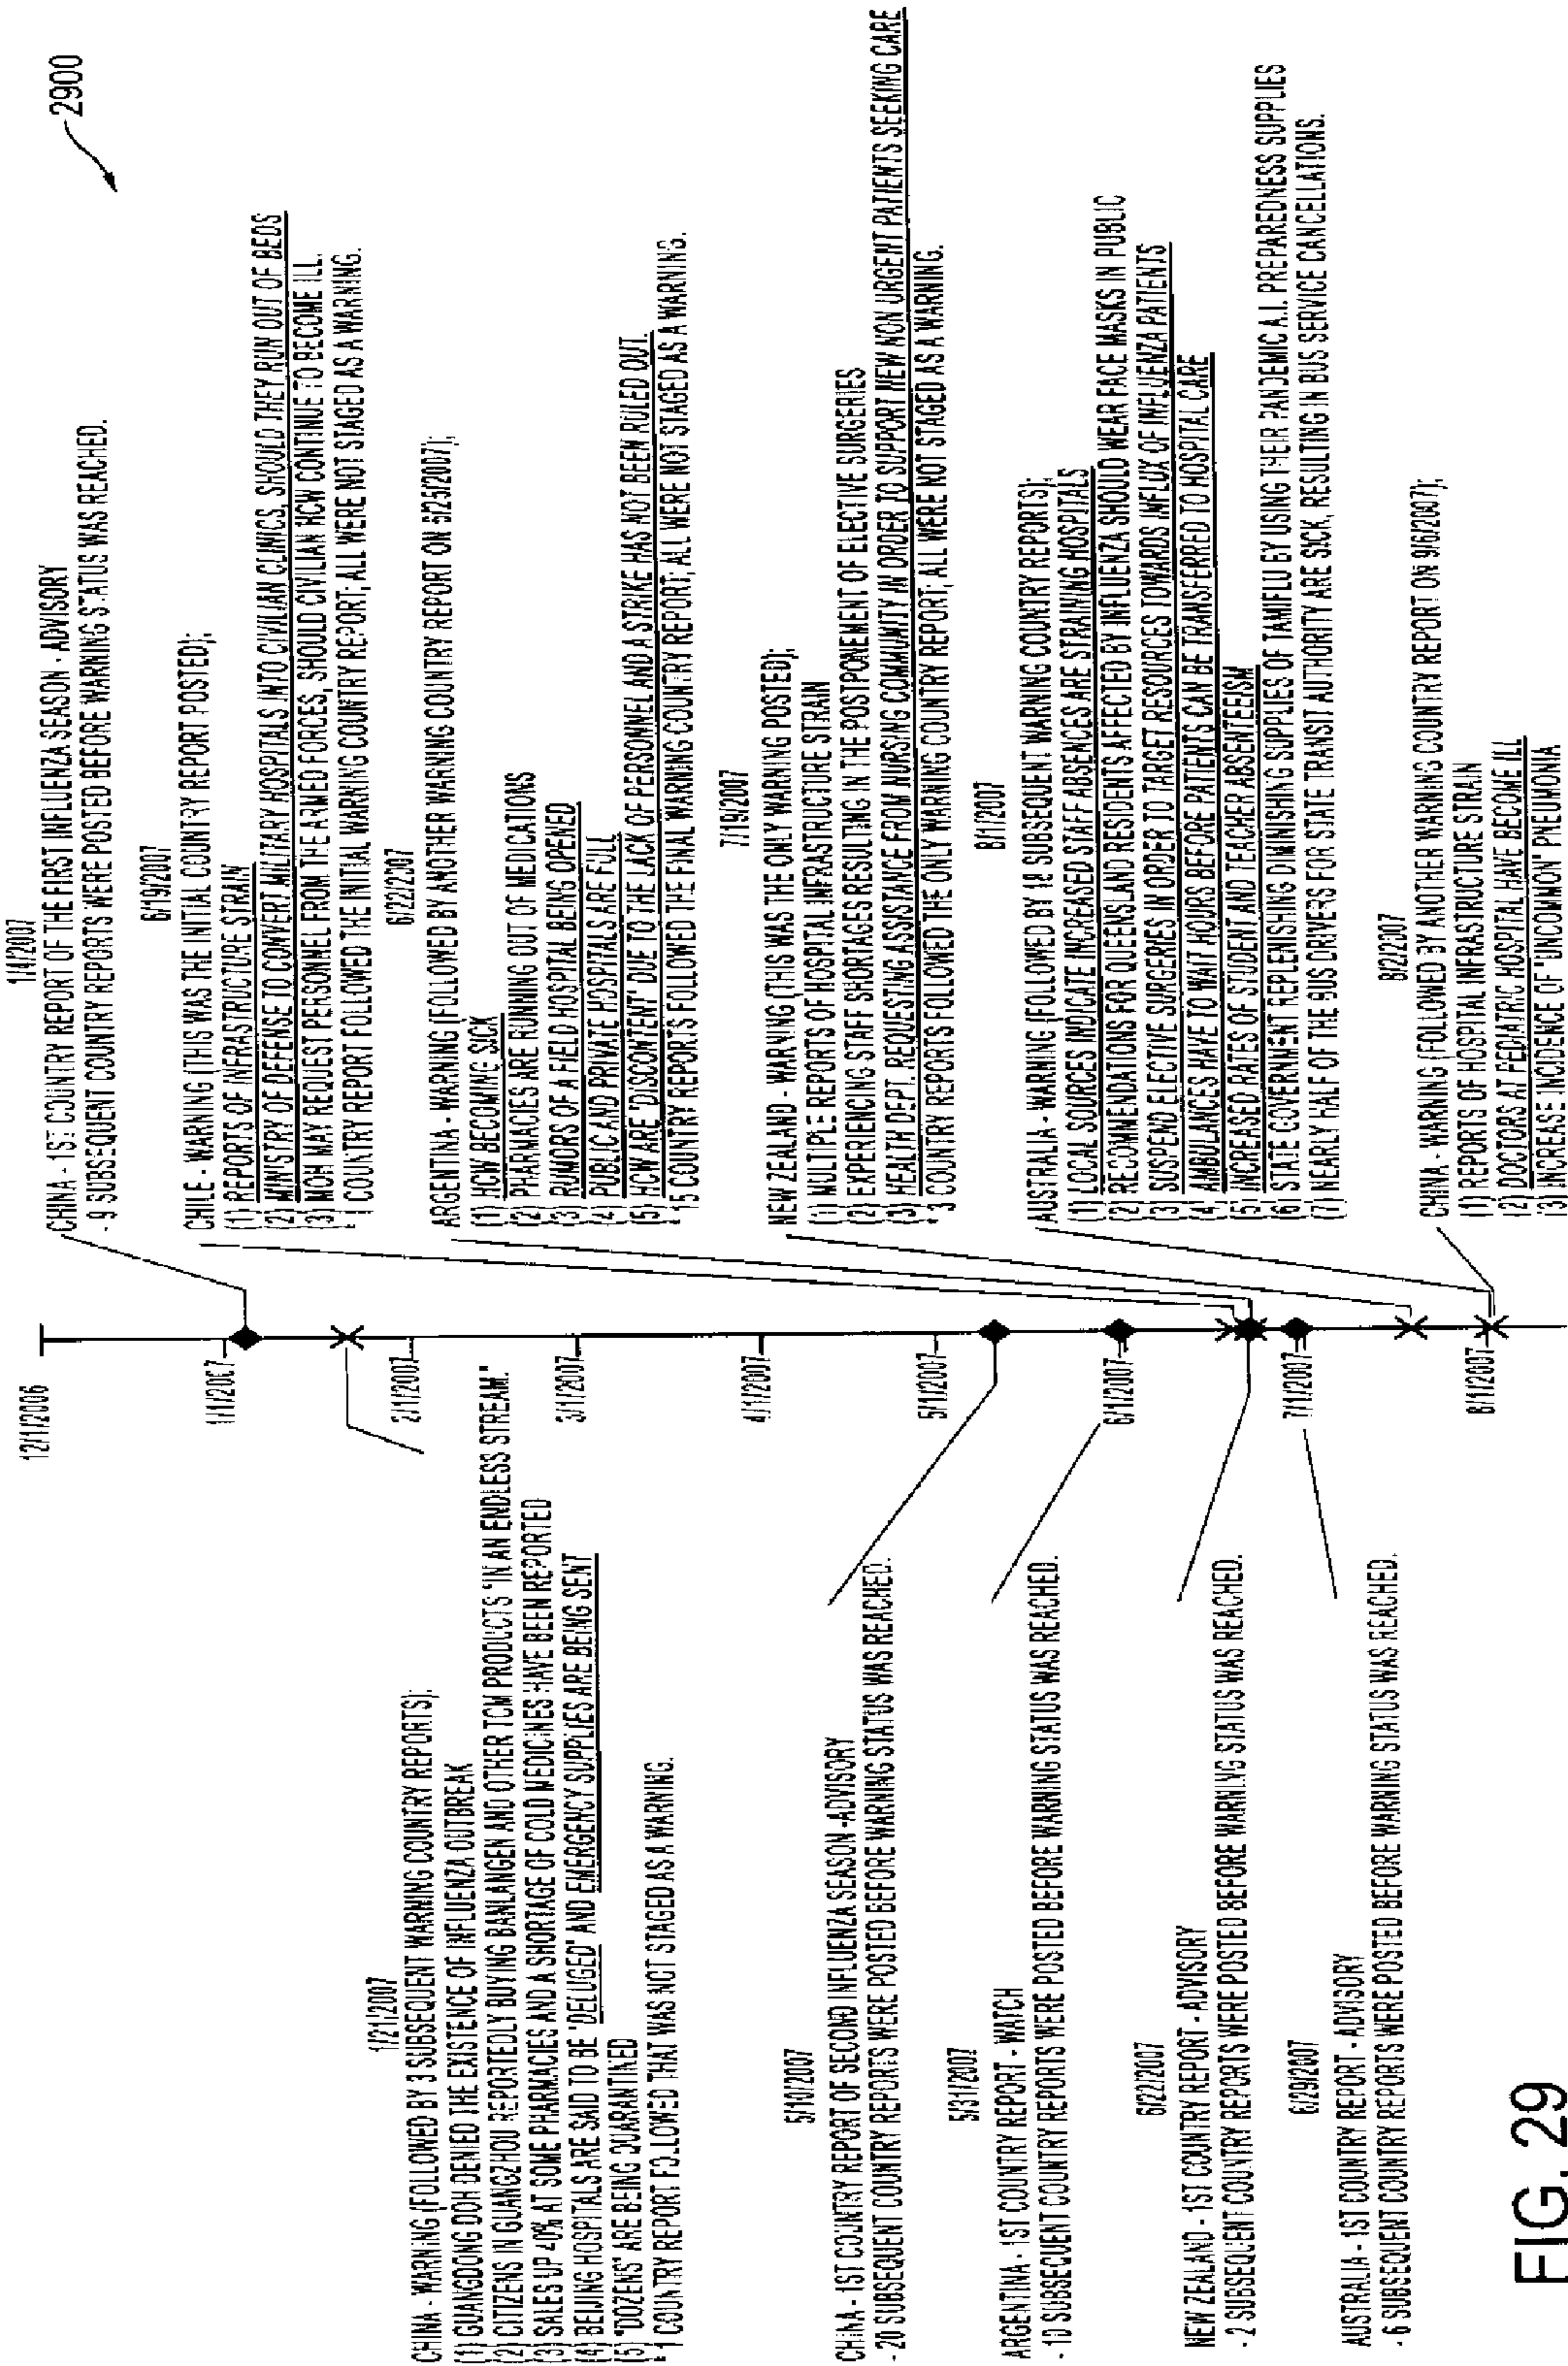 2900
1/4/2007
CHINA - 1ST COUNTRY REPORT OF THE FIRST INFLUENZA SEASON - ADVISORY
- 9 SUBSEQUENT COUNTRY REPORTS WERE POSTED BEFORE WARNING STATUS WAS REACHED.
6/19/2007
CHILE - WARNING (THIS WAS THE INITIAL COUNTRY REPORT POSTED);
(1) REPORTS OF INFRASTRUCTURE STRAIN
(2) MINISTRY OF DEFENSE TO CONVERT MILITARY HOSPITALS INTO CIVILIAN CLINICS, SHOULD THEY RUN OUT OF BEDS
(3) MOH MAY REQUEST PERSONNEL FROM THE ARMED FORCES, SHOULD CIVILIAN HCW CONTINUE TO BECOME ILL.
* 1 COUNTRY REPORT FOLLOWED THE INITIAL WARNING COUNTRY REPORT; ALL WERE NOT STAGED AS A WARNING.
6/22/2007
ARGENTINA - WARNING (FOLLOWED BY ANOTHER WARNING COUNTRY REPORT ON);
(1) HCW BECOMING SICK
(2) PHARMACIES ARE RUNNING OUT OF MEDICATIONS
(3) RUMORS OF A FIELD HOSPITAL BEING OPENED
(4) PUBLIC AND PRIVATE HOSPITALS ARE FULL
(5) HCW ARE "DISCONTENT" DUE TO THE LACK OF PERSONNEL AND A STRIKE HAS NOT BEEN RULED OUT.
* 15 COUNTRY REPORTS FOLLOWED THE FINAL WARNING COUNTRY REPORT; ALL WERE NOT STAGED AS A WARNING.
7/19/2007
NEW ZEALAND - WARNING (THIS WAS THE ONLY WARNING POSTED);
(1) MULTIPLE REPORTS OF HOSPITAL INFRASTRUCTURE STRAIN
(2) EXPERIENCING STAFF SHORTAGES RESULTING IN THE POSTPONEMENT OF ELECTIVE SURGERIES
(3) HEALTH DEPT. REQUESTING ASSISTANCE FROM NURSING COMMUNITY IN ORDER TO SUPPORT NEW NON URGENT PATIENTS SEEKING CARE
* 3 COUNTRY REPORTS FOLLOWED THE ONLY WARNING COUNTRY REPORT; ALL WERE NOT STAGED AS A WARNING.
8/1/2007
AUSTRALIA - WARNING (FOLLOWED BY 18 SUBSEQUENT WARNING COUNTRY REPORTS);
(1) LOCAL SOURCES INDICATE INCREASED STAFF ABSENCES ARE STRAINING HOSPITALS
(2) RECOMMENDATIONS FOR QUEENSLAND RESIDENTS AFFECTED BY INFLUENZA SHOULD WEAR FACE MASKS IN PUBLIC
(3) SUSPEND ELECTIVE SURGERIES IN ORDER TO TARGET RESOURCES TOWARDS INFLUX OF INFLUENZA PATIENTS
(4) AMBULANCES HAVE TO WAIT HOURS BEFORE PATIENTS CAN BE TRANSFERRED TO HOSPITAL CARE
(5) INCREASED RATES OF STUDENT AND TEACHER ABSENTEEISM
(6) STATE GOVERNMENT REPLENISHING DIMINISHING SUPPLIES OF TAMIFLU BY USING THEIR PANDEMIC A.I. PREPAREDNESS SUPPLIES
(7) NEARLY HALF OF THE BUS DRIVERS FOR STATE TRANSIT AUTHORITY ARE SICK, RESULTING IN BUS SERVICE CANCELLATIONS.
8/2/2007
CHINA - WARNING (FOLLOWED BY ANOTHER WARNING COUNTRY REPORT ON 9/6/2007);
(1) REPORTS OF HOSPITAL INFRASTRUCTURE STRAIN
(2) DOCTORS AT PEDIATRIC HOSPITAL HAVE BECOME ILL
(3) INCREASE INCIDENCE OF "UNCOMMON" PNEUMONIA
12/1/2006
1/1/2007
2/1/2007
3/1/2007
4/1/2007
5/1/2007
6/1/2007
7/1/2007
8/1/2007
1/21/2007
CHINA - WARNING (FOLLOWED BY 3 SUBSEQUENT WARNING COUNTRY REPORTS);
(1) GUANGDONG DOH DENIED THE EXISTENCE OF INFLUENZA OUTBREAK
(2) CITIZENS IN GUANGZHOU REPORTEDLY BUYING BANLANGEN AND OTHER TCM PRODUCTS "IN AN ENDLESS STREAM."
(3) SALES UP 40% AT SOME PHARMACIES AND A SHORTAGE OF COLD MEDICINES HAVE BEEN REPORTED
(4) BEIJING HOSPITALS ARE SAID TO BE "DELUGED" AND EMERGENCY SUPPLIES ARE BEING SENT
(5) "DOZENS" ARE BEING QUARANTINED
* 1 COUNTRY REPORT FOLLOWED THAT WAS NOT STAGED AS A WARNING.
5/10/2007
CHINA - 1ST COUNTRY REPORT OF SECOND INFLUENZA SEASON -ADVISORY
- 20 SUBSEQUENT COUNTRY REPORTS WERE POSTED BEFORE WARNING STATUS WAS REACHED.
5/31/2007
ARGENTINA - 1ST COUNTRY REPORT - WATCH
- 10 SUBSEQUENT COUNTRY REPORTS WERE POSTED BEFORE WARNING STATUS WAS REACHED.
6/22/2007
NEW ZEALAND - 1ST COUNTRY REPORT - ADVISORY
- 2 SUBSEQUENT COUNTRY REPORTS WERE POSTED BEFORE WARNING STATUS WAS REACHED.
6/29/2007
AUSTRALIA - 1ST COUNTRY REPORT - ADVISORY
- 6 SUBSEQUENT COUNTRY REPORTS WERE POSTED BEFORE WARNING STATUS WAS REACHED.
FIG. 29